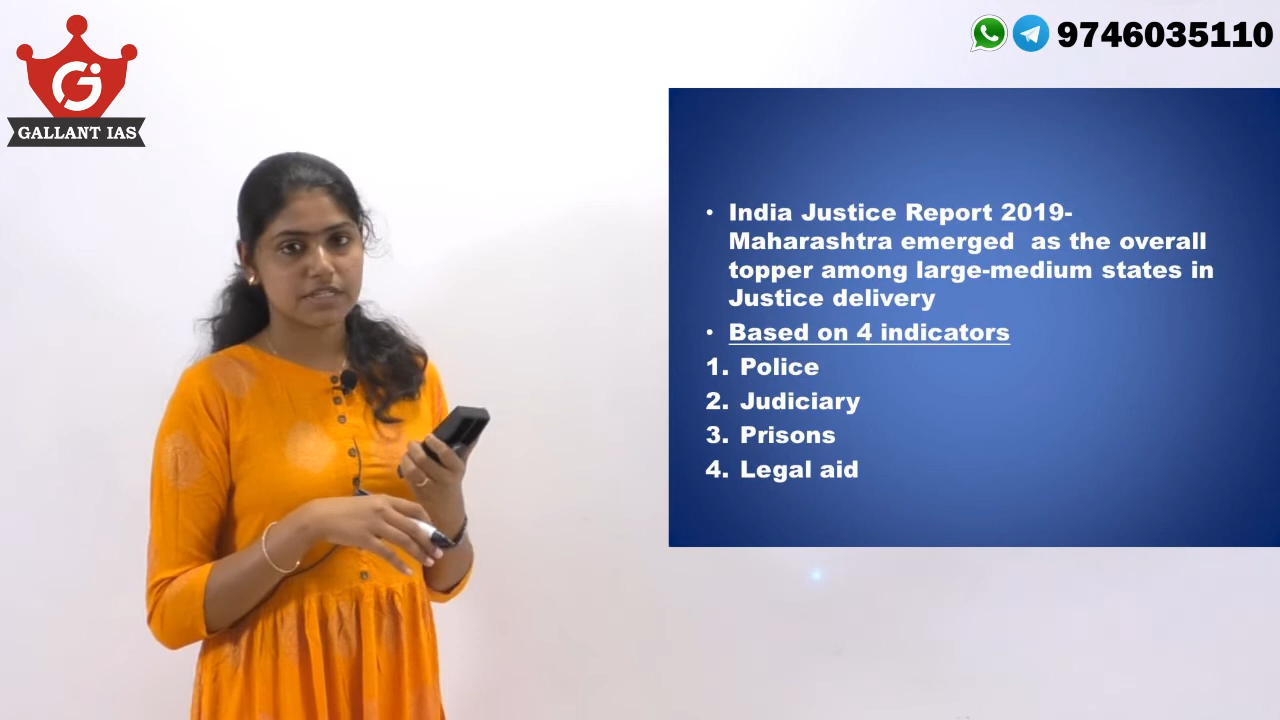 GALLANT IAS
9746035110
• India Justice Report 2019-
Maharashtra emerged  as the overall
topper among large-medium states in
Justice delivery
• Based on 4 indicators
1. Police
2. Judiciary
3. Prisons
4. Legal aid